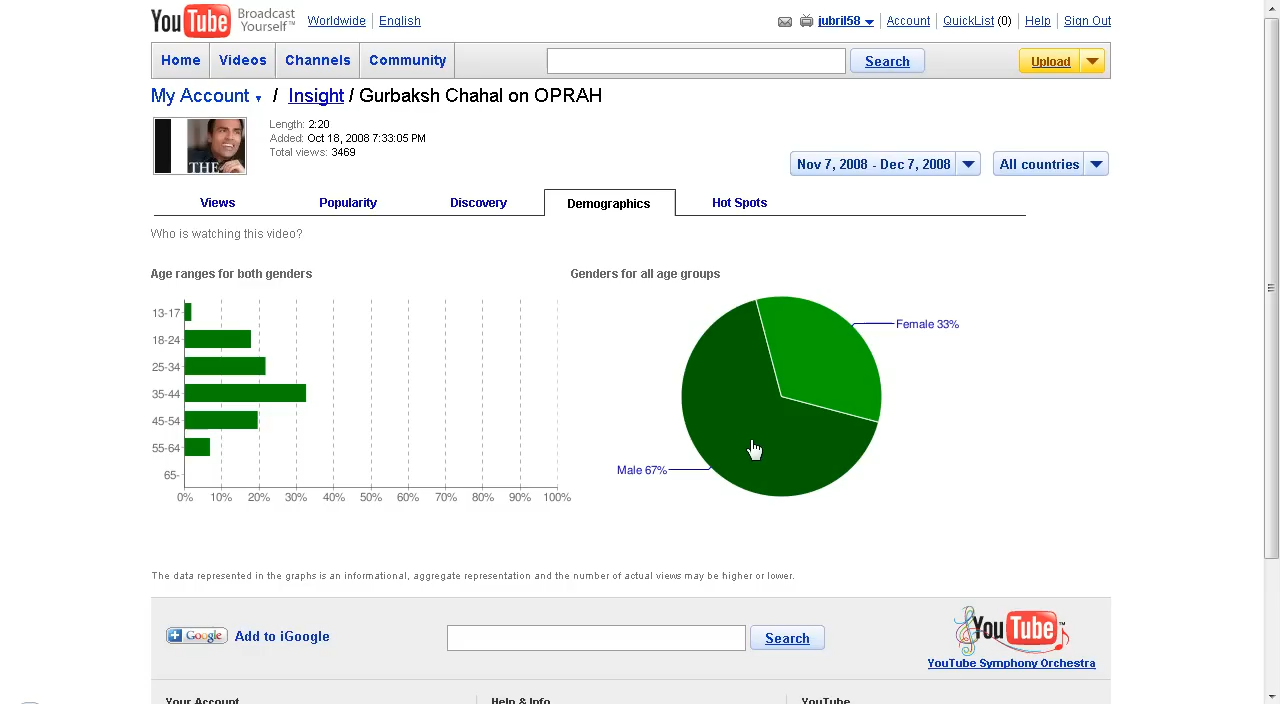 YouTube Broadcast Yourself™ Worldwide English jubril58 Account QuickList (0) Help Sign Out
Home Videos Channels Community Search Upload
My Account / Insight / Gurbaksh Chahal on OPRAH
THE
Length: 2:20
Added: Oct 18, 2008 7:33:05 PM
Total views: 3469
Nov 7, 2008 - Dec 7, 2008 All countries
Views Popularity Discovery Demographics Hot Spots
Who is watching this video?
Age ranges for both genders
13-17
18-24
25-34
35-44
45-54
55-64
65-
0% 10% 20% 30% 40% 50% 60% 70% 80% 90% 100%
Genders for all age groups
Female 33%
Male 67%
The data represented in the graphs is an informational, aggregate representation and the number of actual views may be higher or lower.
Google Add to iGoogle Search YouTube™
YouTube Symphony Orchestra
Your Account Help & Info YouTube